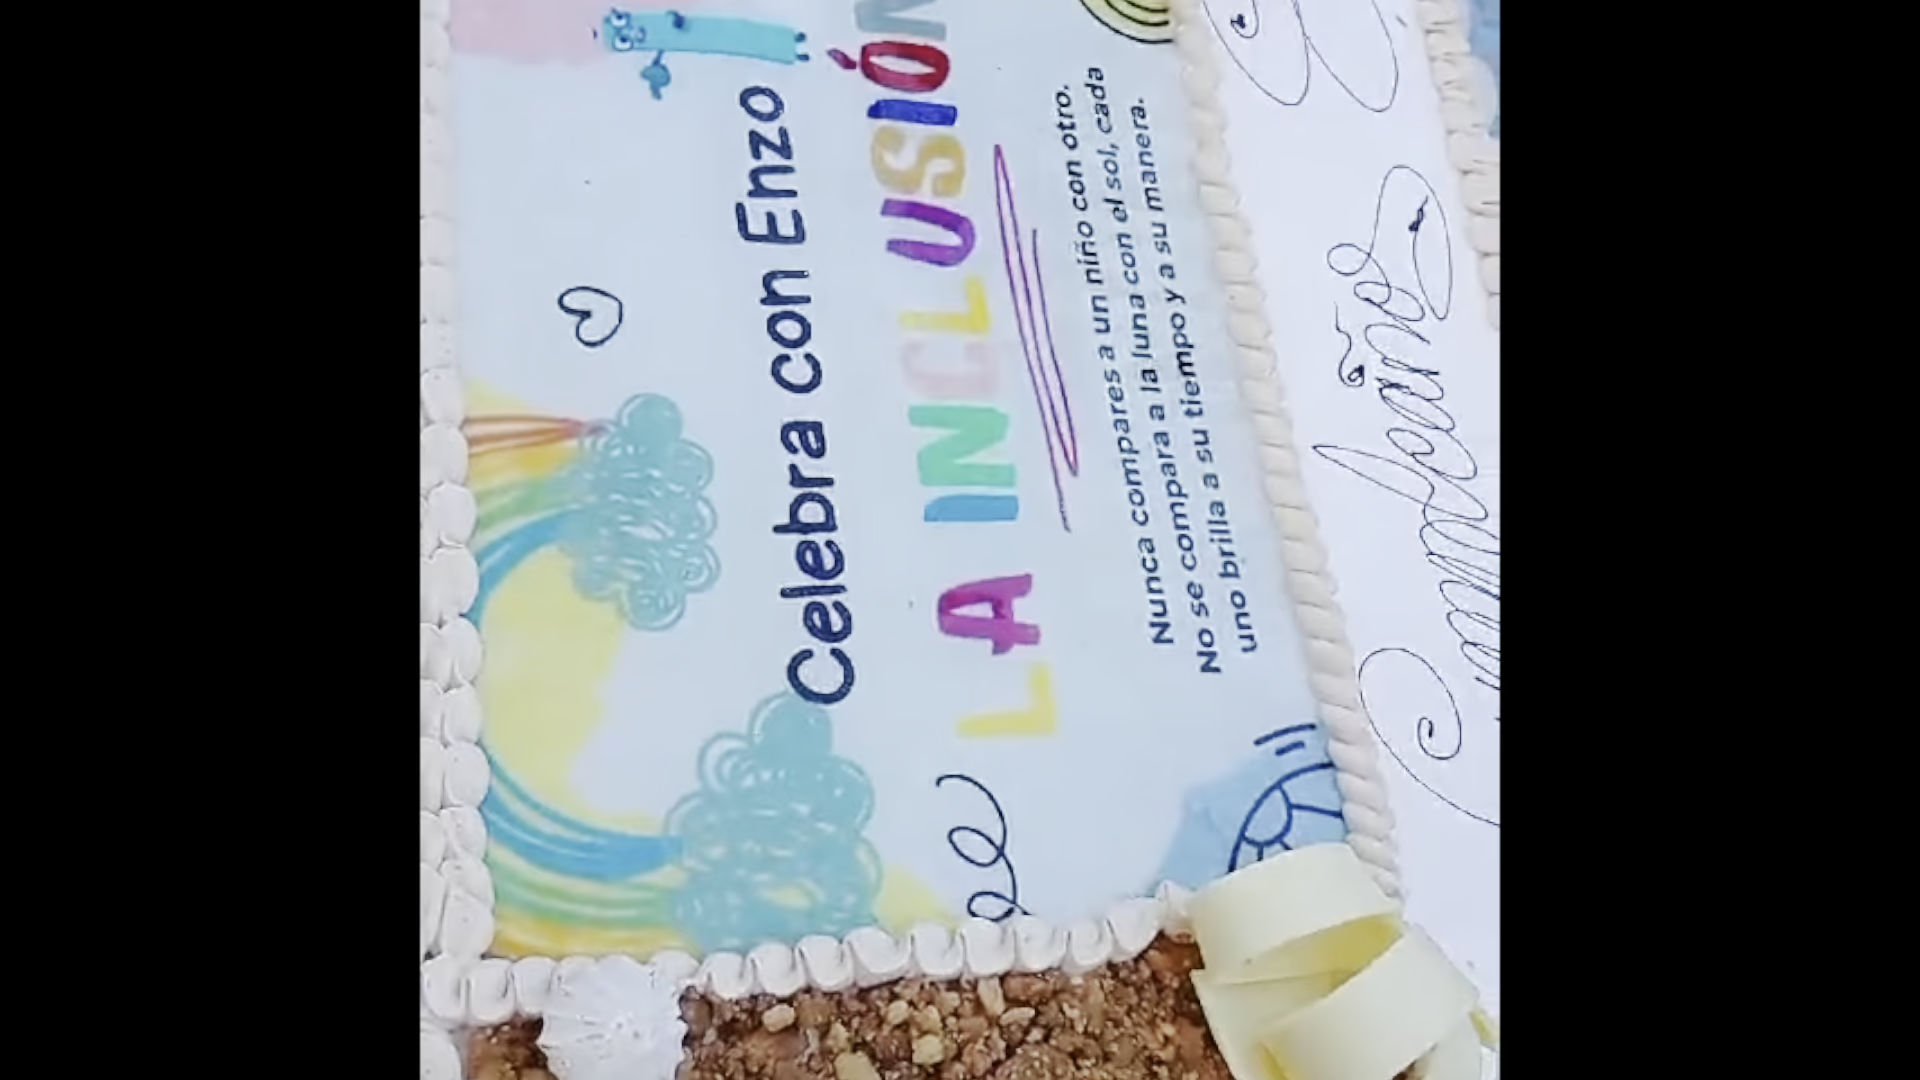 Celebra con Enzo
LA INCLUSIÓN
Nunca compares a un niño con otro.
No se compara a la luna con el sol, cada
uno brilla a su tiempo y a su manera.